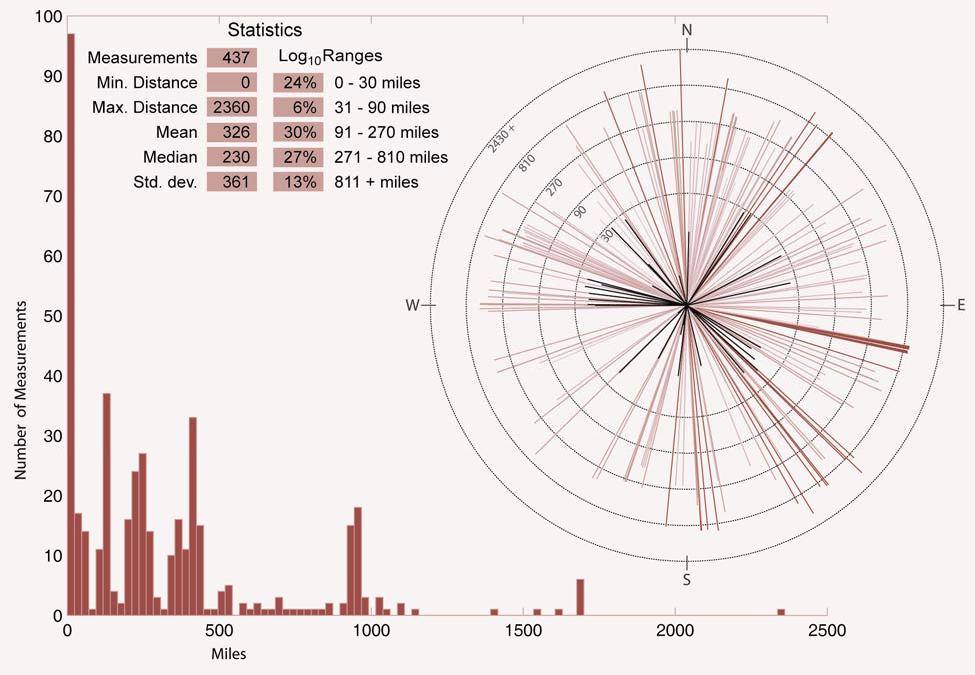 100
90
80
70
60
50
40
30
20
10
0
Number of Measurements
Statistics
Measurements 437 Log10Ranges
Min. Distance 0 24% 0 - 30 miles
Max. Distance 2360 6% 31 - 90 miles
Mean 326 30% 91 - 270 miles
Median 230 27% 271 - 810 miles
Std. dev. 361 13% 811 + miles
N
2430 +
810
270
90
30
W
E
S
0 500 1000 1500 2000 2500
Miles